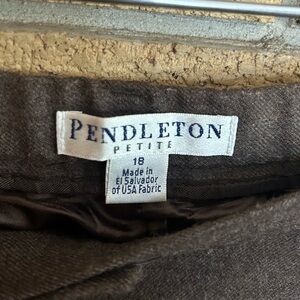 PENDLETON
PETITE
18
Made in
El Salvador
of USA Fabric